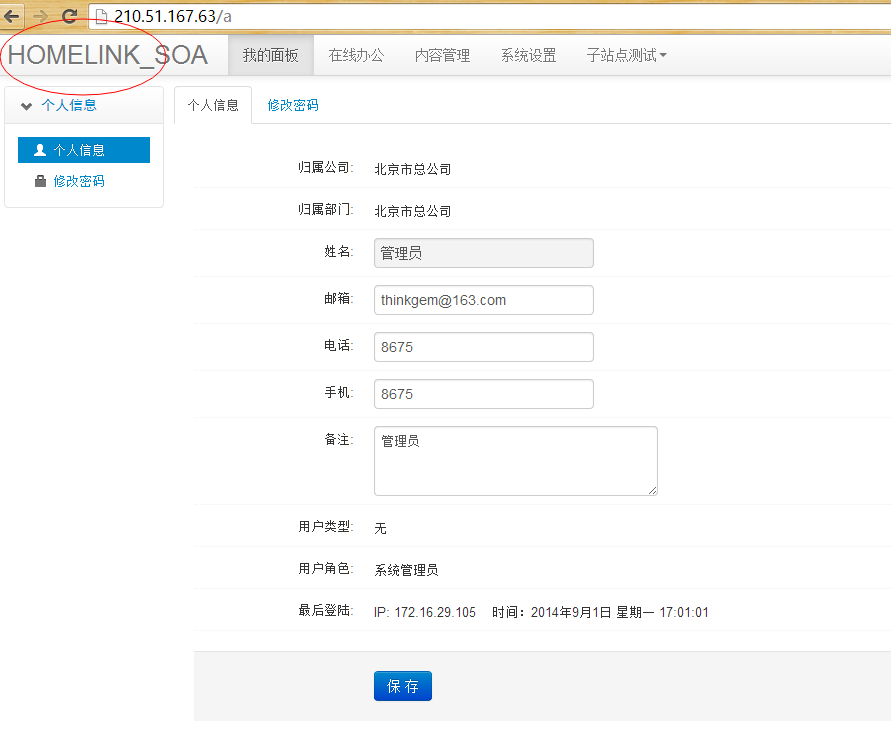 210.51.167.63/a
HOMELINK_SOA 我的面板 在线办公 内容管理 系统设置 子站点测试
个人信息
个人信息
修改密码
个人信息 修改密码
归属公司: 北京市总公司
归属部门: 北京市总公司
姓名: 管理员
邮箱: thinkgem@163.com
电话: 8675
手机: 8675
备注: 管理员
用户类型: 无
用户角色: 系统管理员
最后登陆: IP: 172.16.29.105 时间：2014年9月1日 星期一 17:01:01
保 存